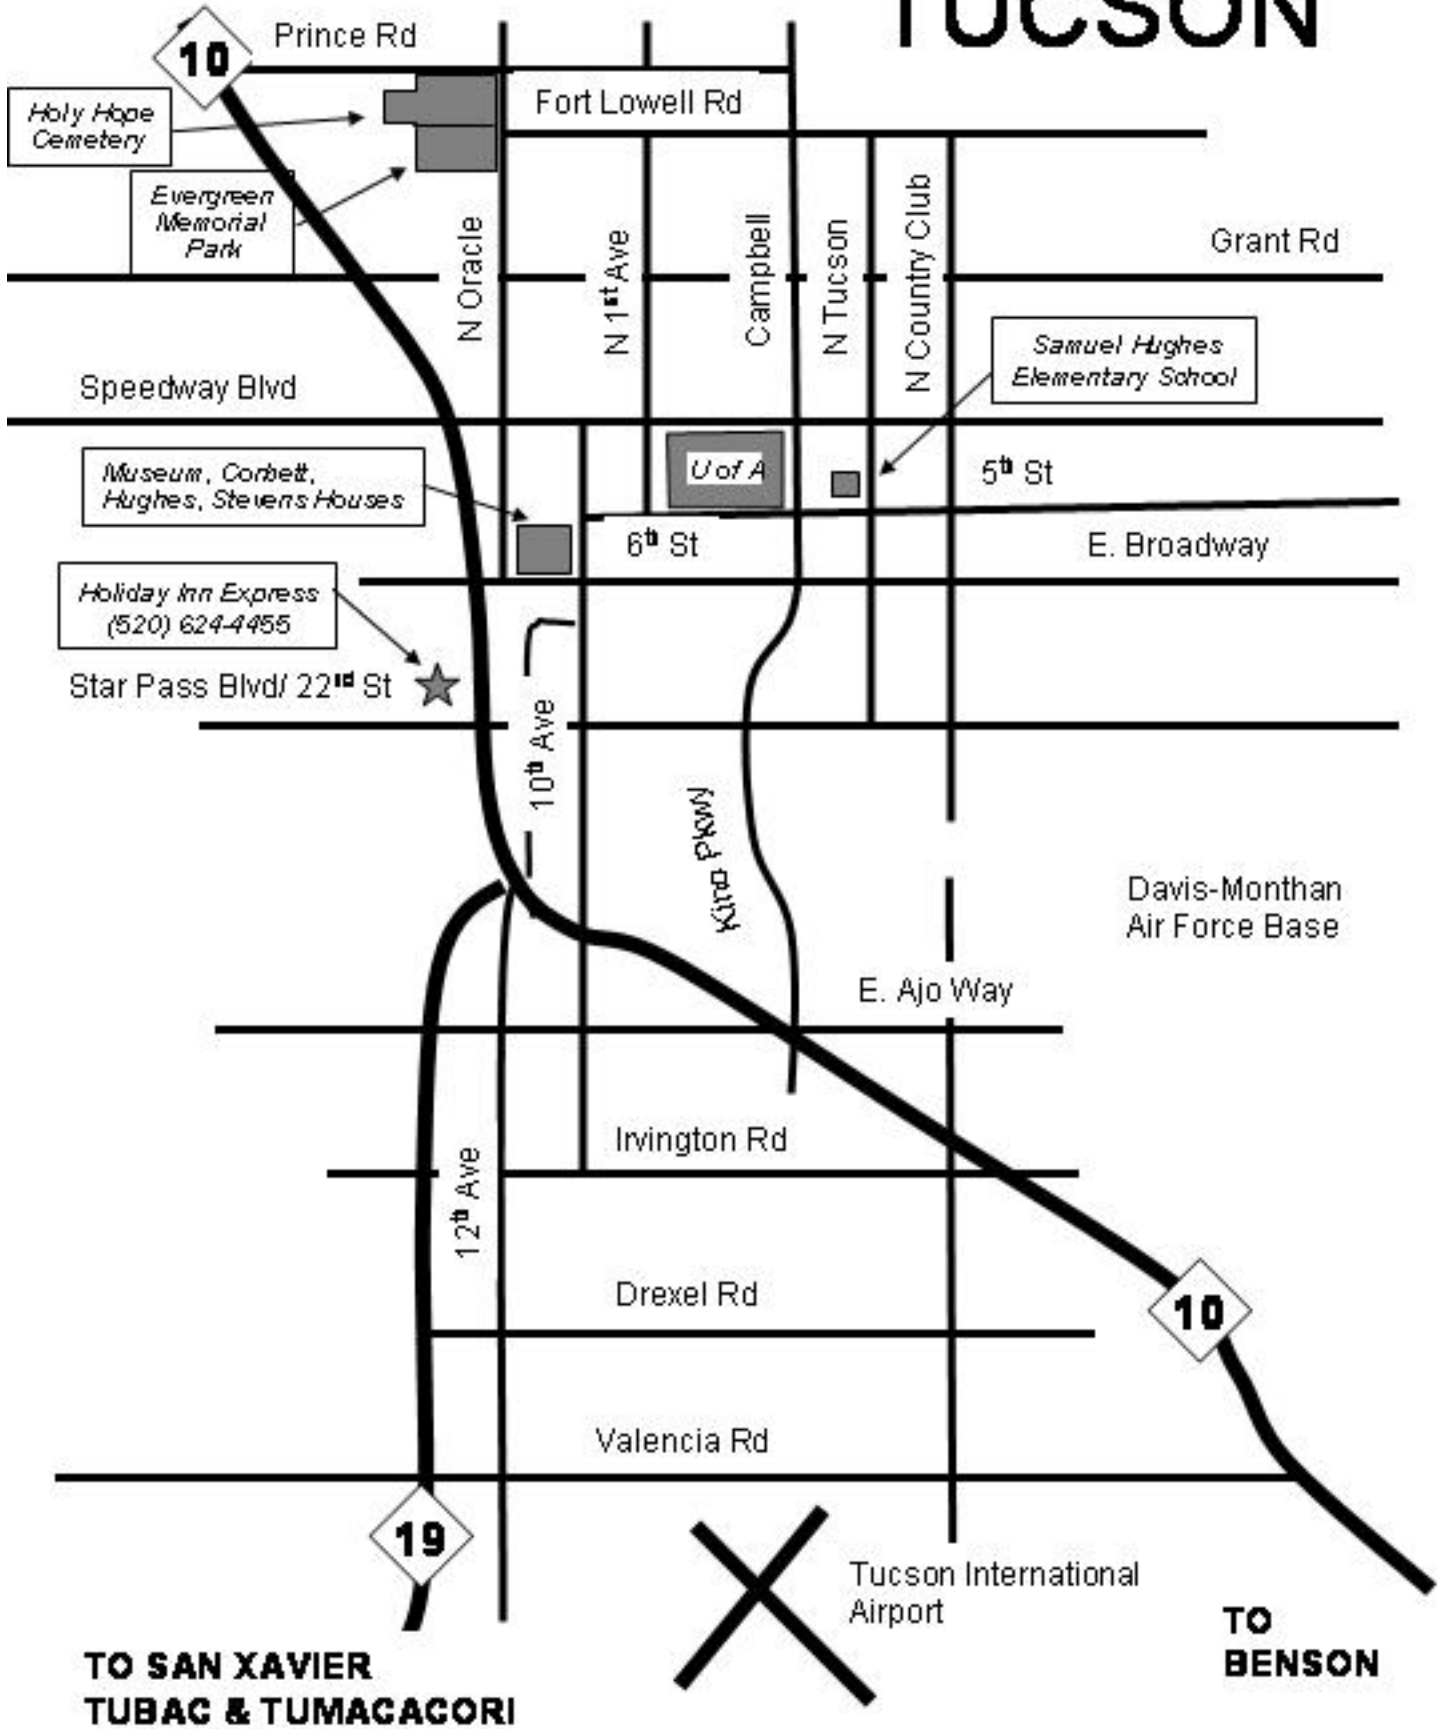 TUCSON
10
Prince Rd
Holy Hope
Cemetery
Fort Lowell Rd
Evergreen
Memorial
Park
N Oracle
N 1st Ave
Campbell
N Tucson
N Country Club
Grant Rd
Samuel Hughes
Elementary School
Speedway Blvd
Museum, Corbett,
Hughes, Stevens Houses
U of A
5th St
6th St
E. Broadway
Holiday Inn Express
(520) 624-4455
Star Pass Blvd/ 22nd St
10th Ave
Kino Pkwy
Davis-Monthan
Air Force Base
E. Ajo Way
Irvington Rd
12th Ave
Drexel Rd
10
Valencia Rd
19
Tucson International
Airport
TO
BENSON
TO SAN XAVIER
TUBAC & TUMACACORI